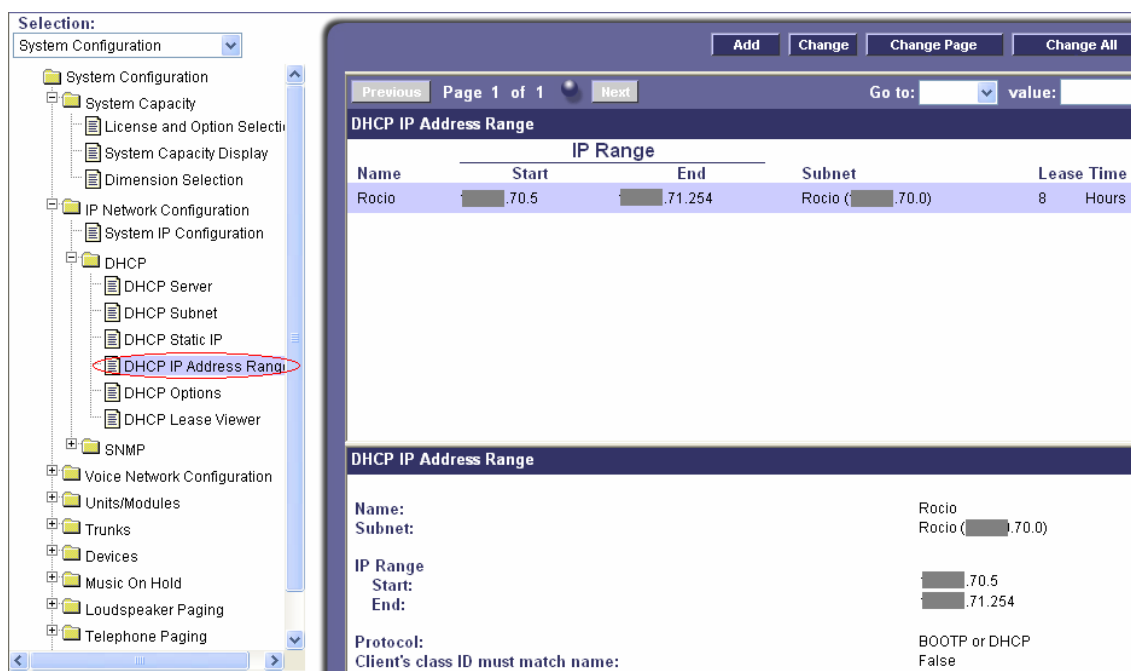 Selection:
System Configuration
System Configuration
System Capacity
License and Option Selecti
System Capacity Display
Dimension Selection
IP Network Configuration
System IP Configuration
DHCP
DHCP Server
DHCP Subnet
DHCP Static IP
DHCP IP Address Rang
DHCP Options
DHCP Lease Viewer
SNMP
Voice Network Configuration
Units/Modules
Trunks
Devices
Music On Hold
Loudspeaker Paging
Telephone Paging
Add Change Change Page Change All
Previous Page 1 of 1 Next Go to: value:
DHCP IP Address Range
IP Range
Name Start End Subnet Lease Time
Rocio .70.5 .71.254 Rocio ( .70.0) 8 Hours
DHCP IP Address Range
Name: Rocio
Subnet: Rocio ( .70.0)
IP Range
Start: .70.5
End: .71.254
Protocol: BOOTP or DHCP
Client's class ID must match name: False